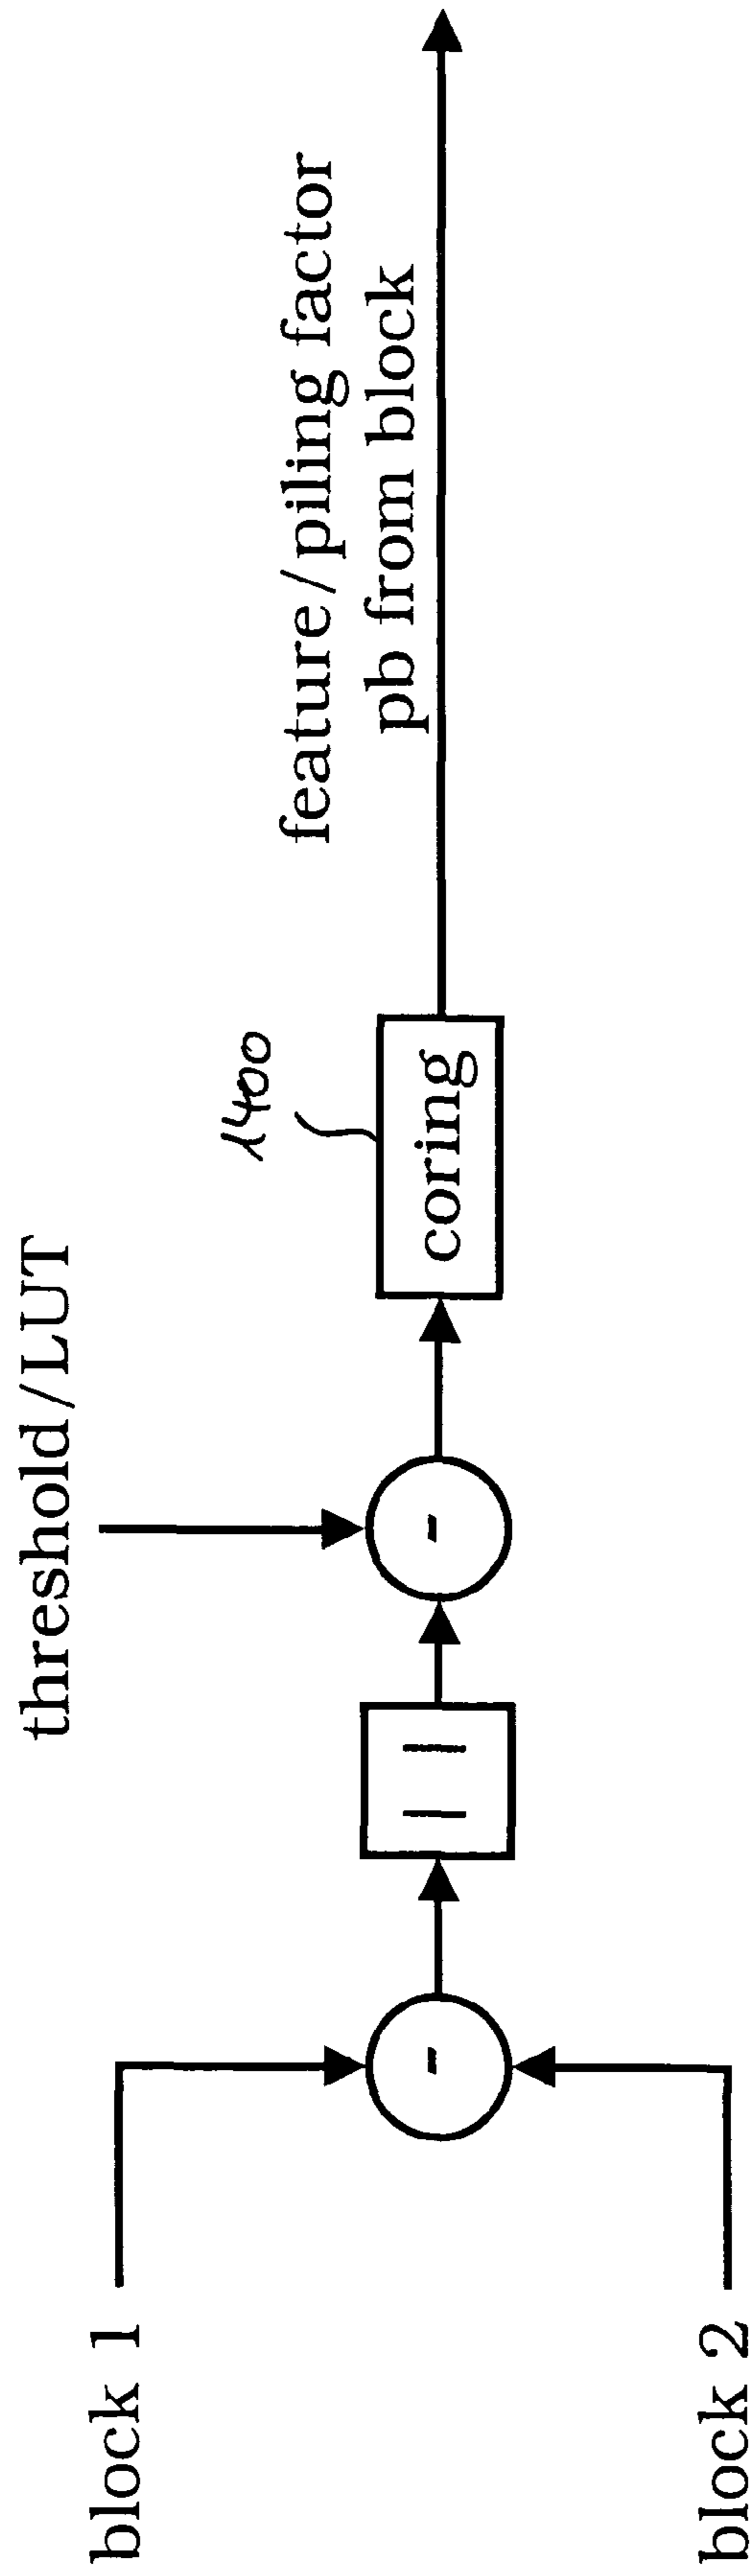 block 1
block 2
-
| |
threshold/LUT
-
1400
coring
feature/piling factor
pb from block